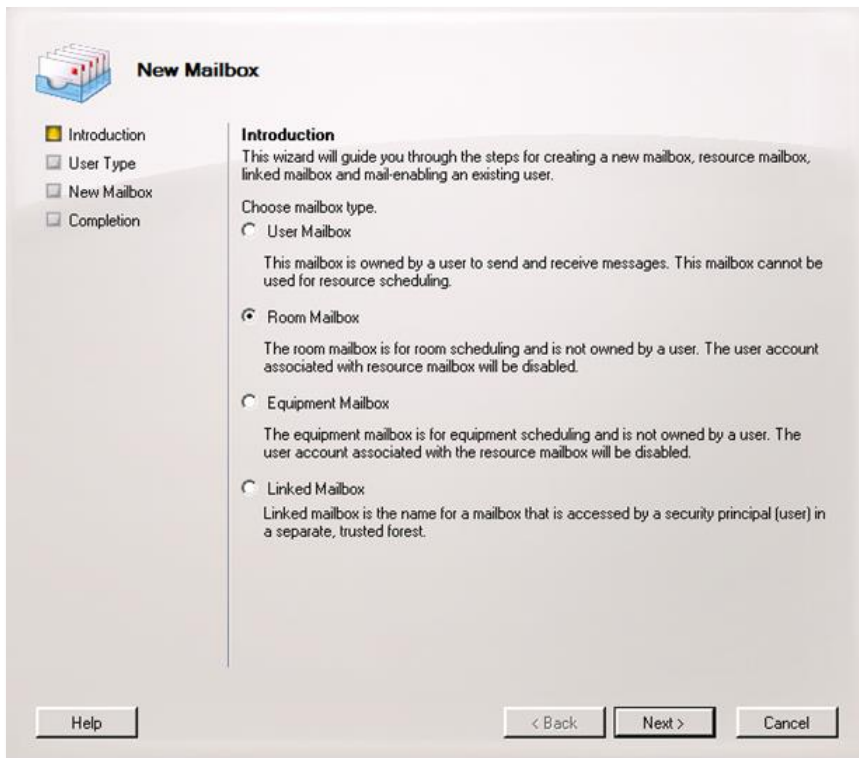 New Mailbox
Introduction
User Type
New Mailbox
Completion
Introduction
This wizard will guide you through the steps for creating a new mailbox, resource mailbox,
linked mailbox and mail-enabling an existing user.
Choose mailbox type.
User Mailbox
This mailbox is owned by a user to send and receive messages. This mailbox cannot be
used for resource scheduling.
Room Mailbox
The room mailbox is for room scheduling and is not owned by a user. The user account
associated with resource mailbox will be disabled.
Equipment Mailbox
The equipment mailbox is for equipment scheduling and is not owned by a user. The
user account associated with the resource mailbox will be disabled.
Linked Mailbox
Linked mailbox is the name for a mailbox that is accessed by a security principal (user) in
a separate, trusted forest.
Help
< Back
Next >
Cancel